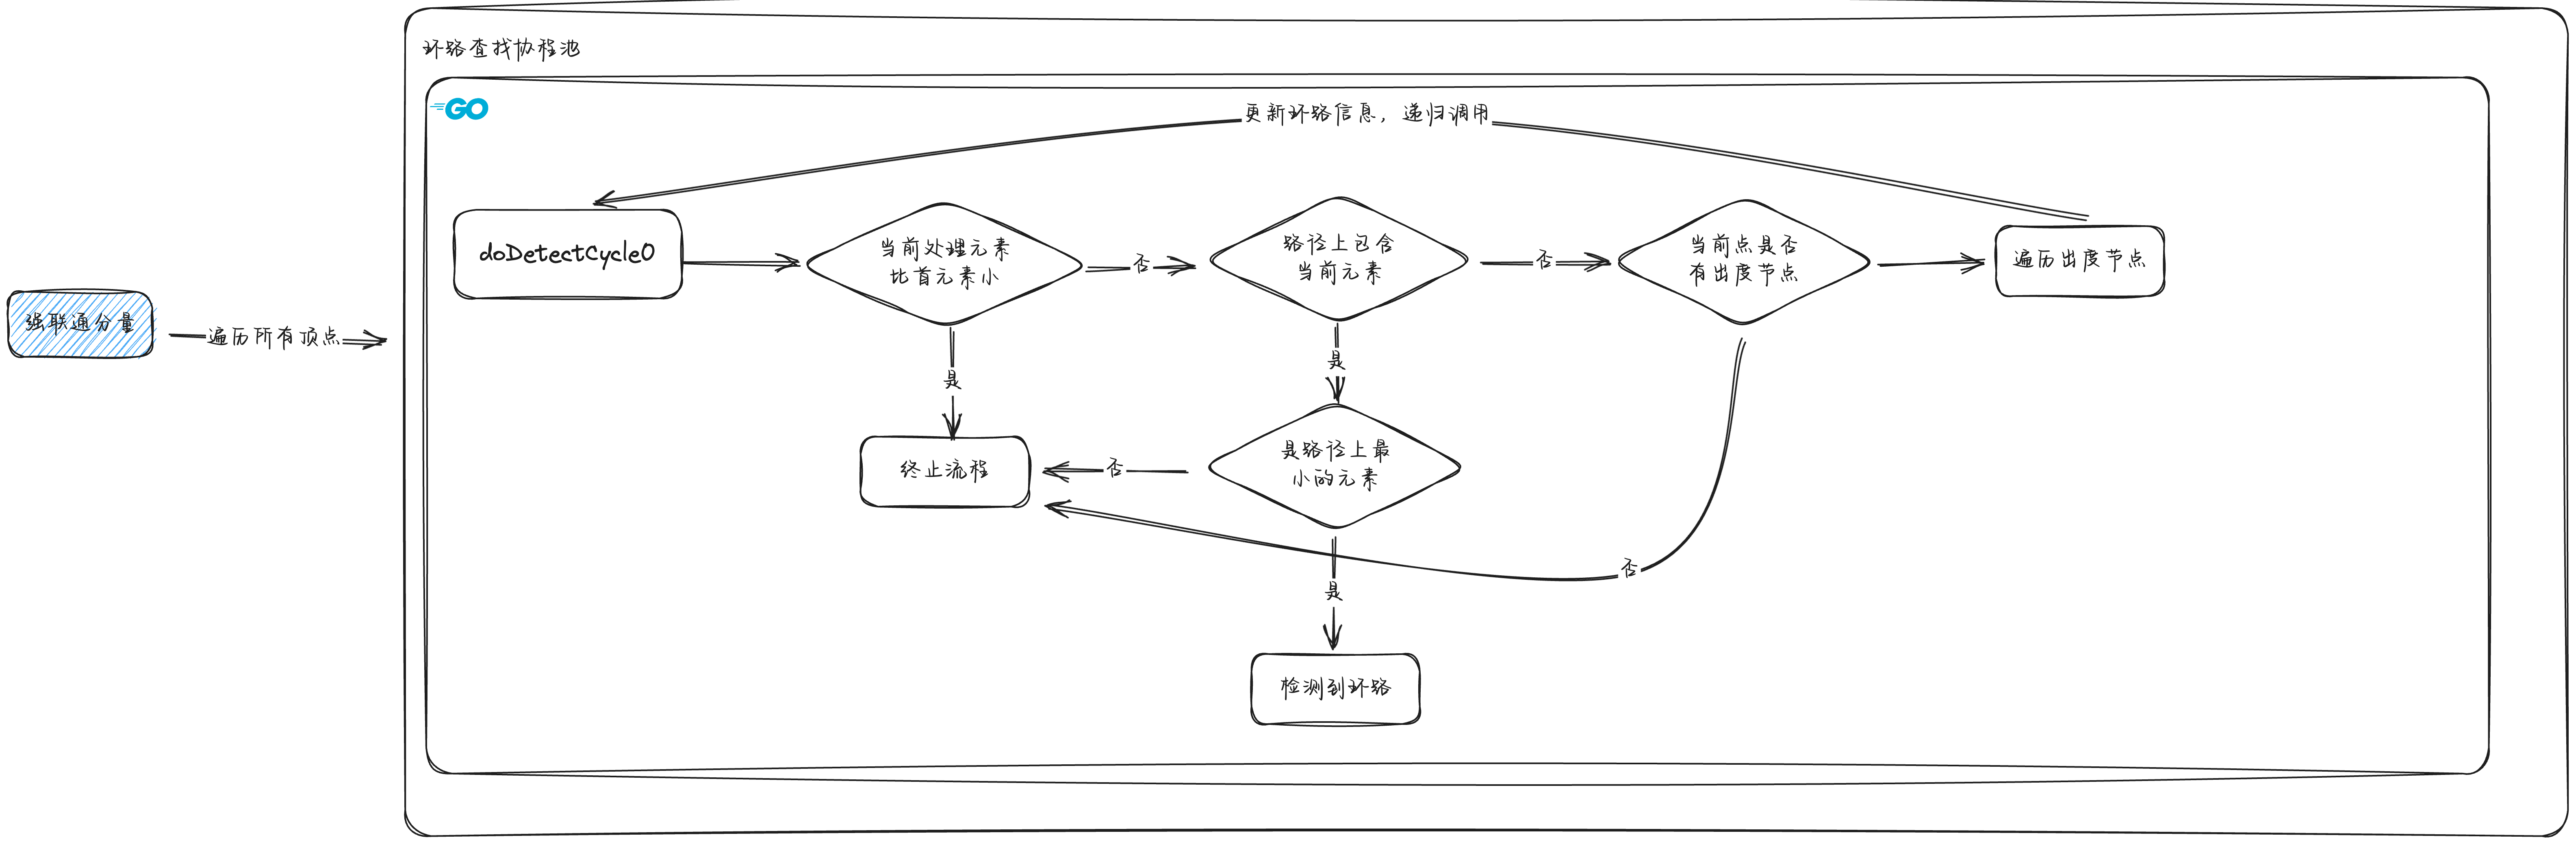 环路查找协程池
GO
更新环路信息，递归调用
doDetectCycle()
当前处理元素
比首元素小
否
路径上包含
当前元素
否
当前点是否
有出度节点
遍历出度节点
强联通分量
遍历所有顶点
是
是
终止流程
否
是路径上最
小的元素
否
是
检测到环路